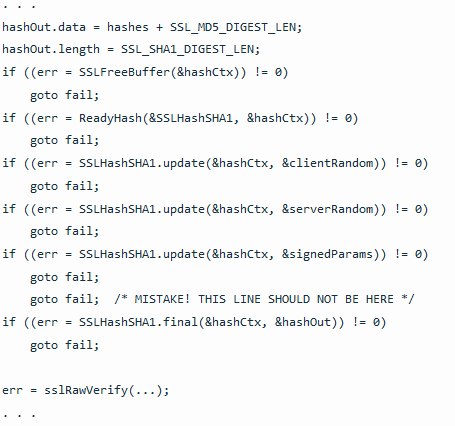 . . .
hashOut.data = hashes + SSL_MD5_DIGEST_LEN;
hashOut.length = SSL_SHA1_DIGEST_LEN;
if ((err = SSLFreeBuffer(&hashCtx)) != 0)
    goto fail;
if ((err = ReadyHash(&SSLHashSHA1, &hashCtx)) != 0)
    goto fail;
if ((err = SSLHashSHA1.update(&hashCtx, &clientRandom)) != 0)
    goto fail;
if ((err = SSLHashSHA1.update(&hashCtx, &serverRandom)) != 0)
    goto fail;
if ((err = SSLHashSHA1.update(&hashCtx, &signedParams)) != 0)
    goto fail;
    goto fail;  /* MISTAKE! THIS LINE SHOULD NOT BE HERE */
if ((err = SSLHashSHA1.final(&hashCtx, &hashOut)) != 0)
    goto fail;

err = sslRawVerify(...);
. . .